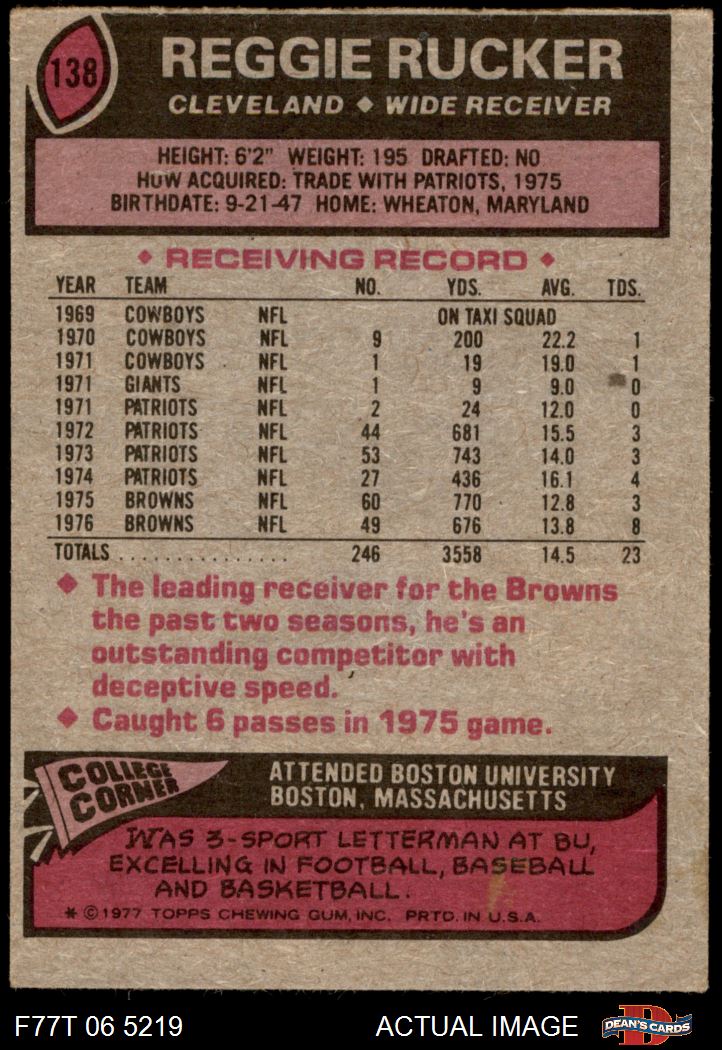 138
REGGIE RUCKER
CLEVELAND ♦ WIDE RECEIVER
HEIGHT: 6'2" WEIGHT: 195 DRAFTED: NO
HOW ACQUIRED: TRADE WITH PATRIOTS, 1975
BIRTHDATE: 9-21-47 HOME: WHEATON, MARYLAND
♦ RECEIVING RECORD ♦
YEAR TEAM NO. YDS. AVG. TDS.
1969 COWBOYS NFL ON TAXI SQUAD
1970 COWBOYS NFL 9 200 22.2 1
1971 COWBOYS NFL 1 19 19.0 1
1971 GIANTS NFL 1 9 9.0 0
1971 PATRIOTS NFL 2 24 12.0 0
1972 PATRIOTS NFL 44 681 15.5 3
1973 PATRIOTS NFL 53 743 14.0 3
1974 PATRIOTS NFL 27 436 16.1 4
1975 BROWNS NFL 60 770 12.8 3
1976 BROWNS NFL 49 676 13.8 8
TOTALS . . . . . . . . . . . . . . . . 246 3558 14.5 23
♦ The leading receiver for the Browns
the past two seasons, he's an
outstanding competitor with
deceptive speed.
♦ Caught 6 passes in 1975 game.
COLLEGE
CORNER
ATTENDED BOSTON UNIVERSITY
BOSTON, MASSACHUSETTS
WAS 3-SPORT LETTERMAN AT BU,
EXCELLING IN FOOTBALL, BASEBALL
AND BASKETBALL.
* © 1977 TOPPS CHEWING GUM, INC. PRTD. IN U.S.A.
F77T 06 5219 ACTUAL IMAGE
D
DEAN'S CARDS